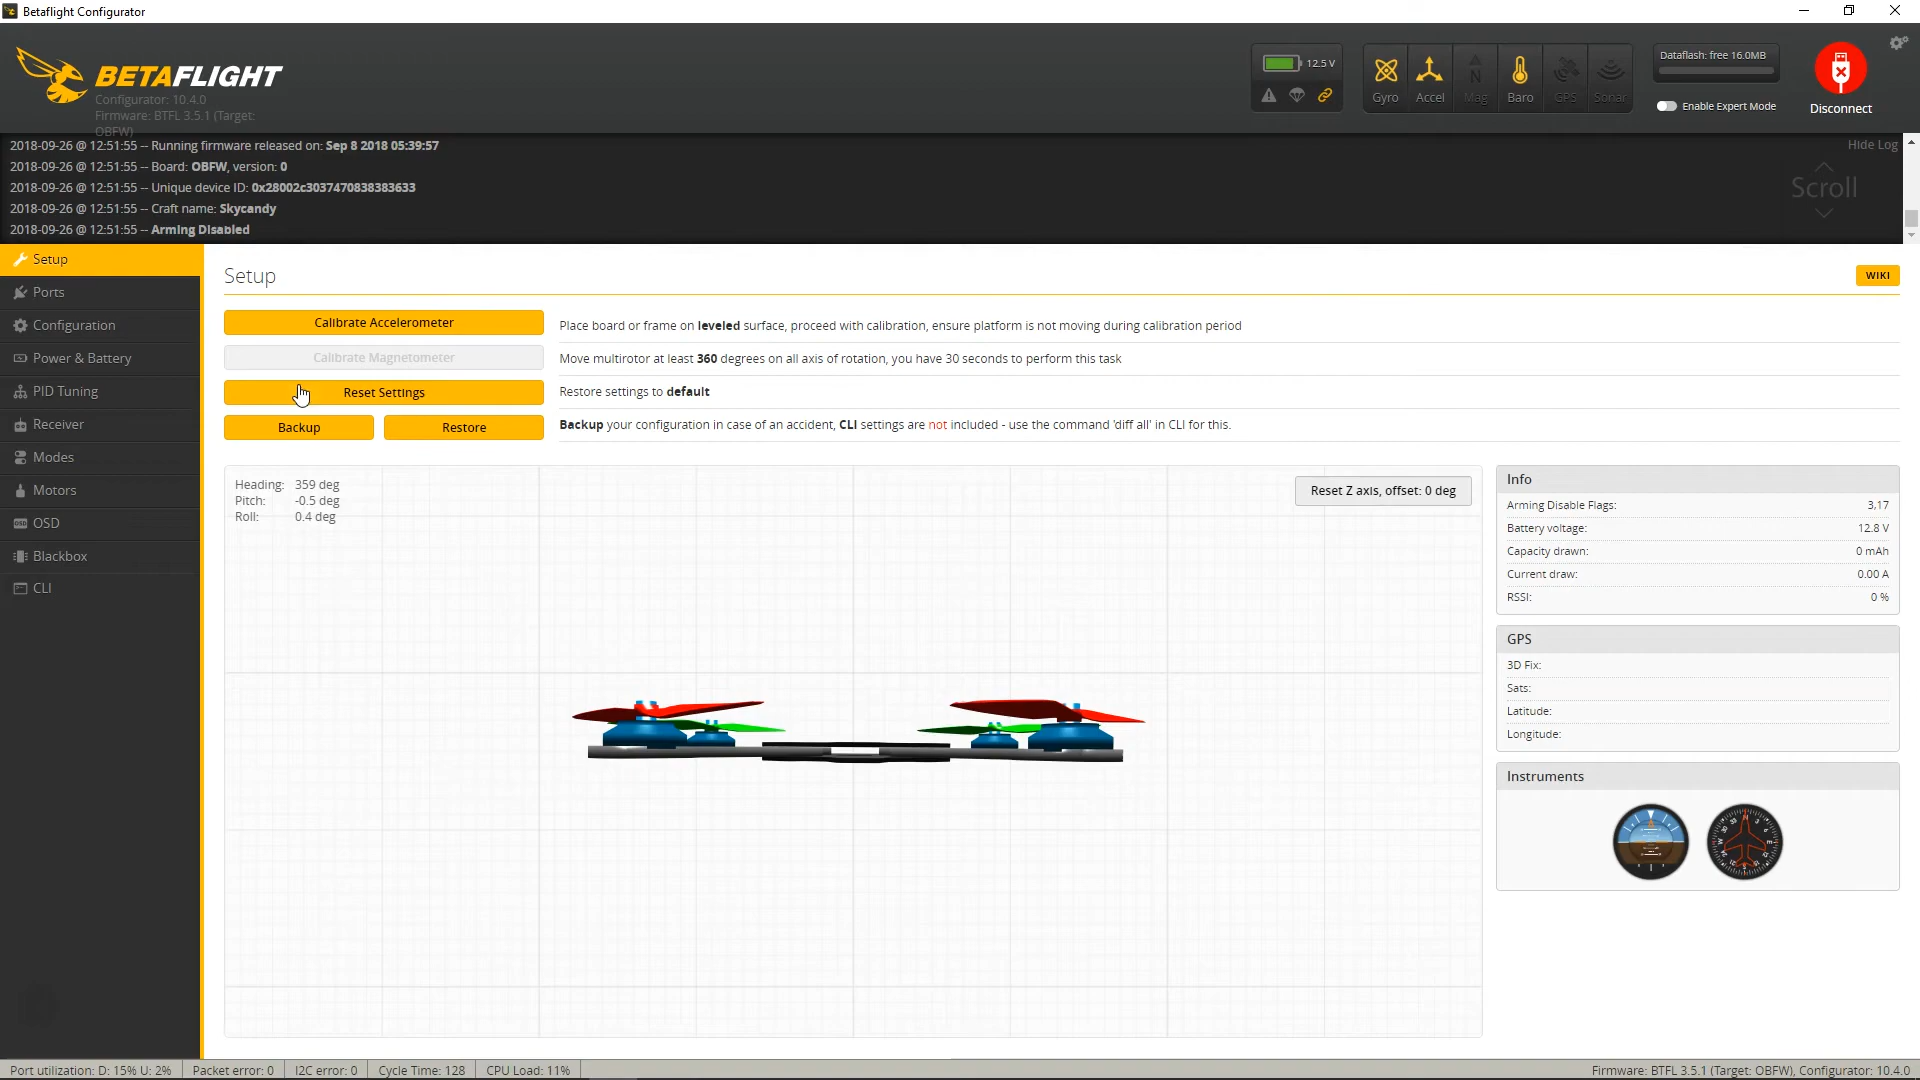 Betaflight Configurator
BETAFLIGHT
Configurator: 10.4.0
Firmware: BTFL 3.5.1 (Target:
OBFW)
12.5 V
Gyro
Accel
Mag
Baro
GPS
Sonar
Dataflash: free 16.0MB
Enable Expert Mode
Disconnect
2018-09-26 @ 12:51:55 -- Running firmware released on: Sep 8 2018 05:39:57
2018-09-26 @ 12:51:55 -- Board: OBFW, version: 0
2018-09-26 @ 12:51:55 -- Unique device ID: 0x28002c3037470838383633
2018-09-26 @ 12:51:55 -- Craft name: Skycandy
2018-09-26 @ 12:51:55 -- Arming Disabled
Hide Log
Scroll
Setup
Ports
Configuration
Power & Battery
PID Tuning
Receiver
Modes
Motors
OSD
Blackbox
CLI
Setup
WIKI
Calibrate Accelerometer
Place board or frame on leveled surface, proceed with calibration, ensure platform is not moving during calibration period
Calibrate Magnetometer
Move multirotor at least 360 degrees on all axis of rotation, you have 30 seconds to perform this task
Reset Settings
Restore settings to default
Backup
Restore
Backup your configuration in case of an accident, CLI settings are not included - use the command 'diff all' in CLI for this.
Heading: 359 deg
Pitch: -0.5 deg
Roll: 0.4 deg
Reset Z axis, offset: 0 deg
Info
Arming Disable Flags: 3,17
Battery voltage: 12.8 V
Capacity drawn: 0 mAh
Current draw: 0.00 A
RSSI: 0 %
GPS
3D Fix:
Sats:
Latitude:
Longitude:
Instruments
Port utilization: D: 15% U: 2%
Packet error: 0
I2C error: 0
Cycle Time: 128
CPU Load: 11%
Firmware: BTFL 3.5.1 (Target: OBFW), Configurator: 10.4.0